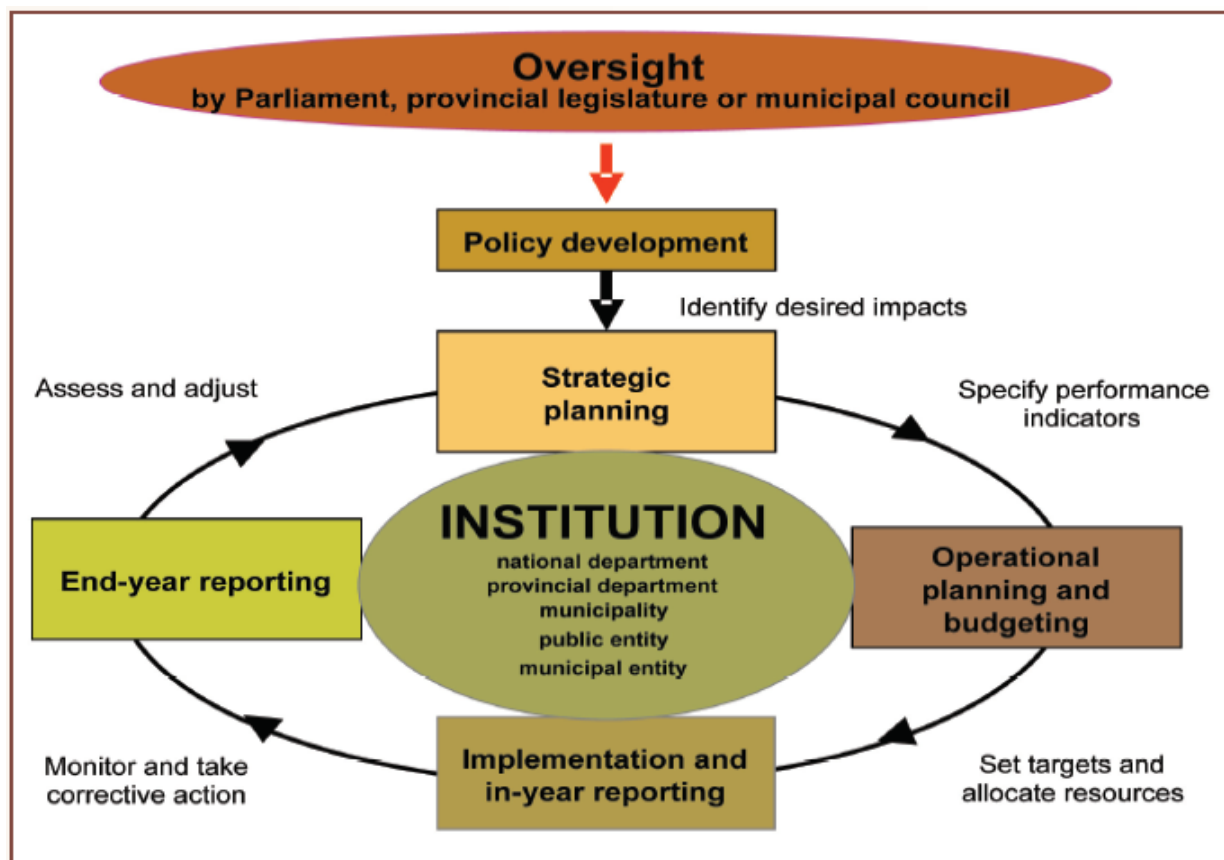 Oversight
by Parliament, provincial legislature or municipal council
Policy development
Identify desired impacts
Strategic
planning
Assess and adjust
Specify performance
indicators
INSTITUTION
national department
provincial department
municipality
public entity
municipal entity
End-year reporting
Operational
planning and
budgeting
Implementation and
in-year reporting
Monitor and take
corrective action
Set targets and
allocate resources